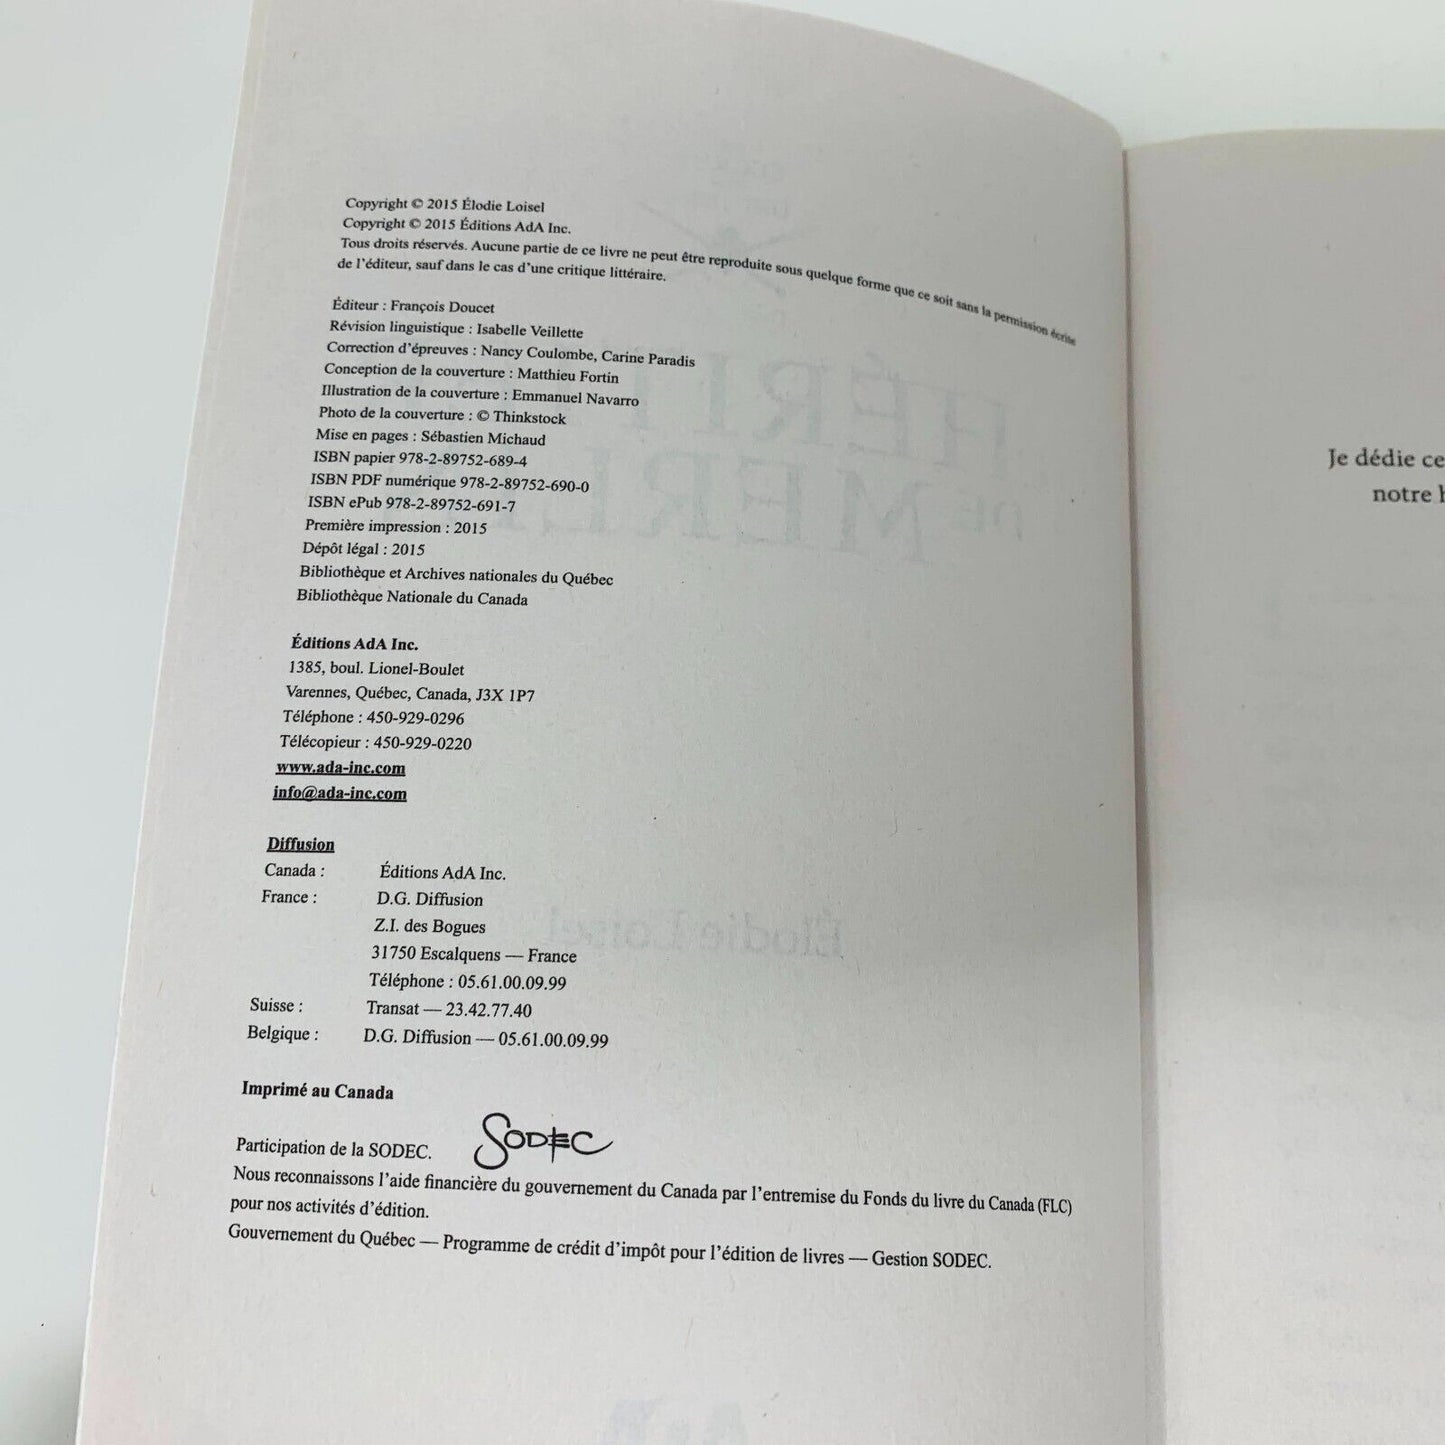 Copyright © 2015 Élodie Loisel
Copyright © 2015 Éditions AdA Inc.
Tous droits réservés. Aucune partie de ce livre ne peut être reproduite sous quelque forme que ce soit sans la permission écrite
de l'éditeur, sauf dans le cas d'une critique littéraire.
Éditeur : François Doucet
Révision linguistique : Isabelle Veillette
Correction d'épreuves : Nancy Coulombe, Carine Paradis
Conception de la couverture : Matthieu Fortin
Illustration de la couverture : Emmanuel Navarro
Photo de la couverture : © Thinkstock
Mise en pages : Sébastien Michaud
ISBN papier 978-2-89752-689-4
ISBN PDF numérique 978-2-89752-690-0
ISBN ePub 978-2-89752-691-7
Première impression : 2015
Dépôt légal : 2015
Bibliothèque et Archives nationales du Québec
Bibliothèque Nationale du Canada
Éditions AdA Inc.
1385, boul. Lionel-Boulet
Varennes, Québec, Canada, J3X 1P7
Téléphone : 450-929-0296
Télécopieur : 450-929-0220
www.ada-inc.com
info@ada-inc.com
Diffusion
Canada : Éditions AdA Inc.
France : D.G. Diffusion
Z.I. des Bogues
31750 Escalquens — France
Téléphone : 05.61.00.09.99
Suisse : Transat — 23.42.77.40
Belgique : D.G. Diffusion — 05.61.00.09.99
Imprimé au Canada
Participation de la SODEC. SODEC
Nous reconnaissons l'aide financière du gouvernement du Canada par l'entremise du Fonds du livre du Canada (FLC)
pour nos activités d'édition.
Gouvernement du Québec — Programme de crédit d'impôt pour l'édition de livres — Gestion SODEC.
Je dédie ce
notre